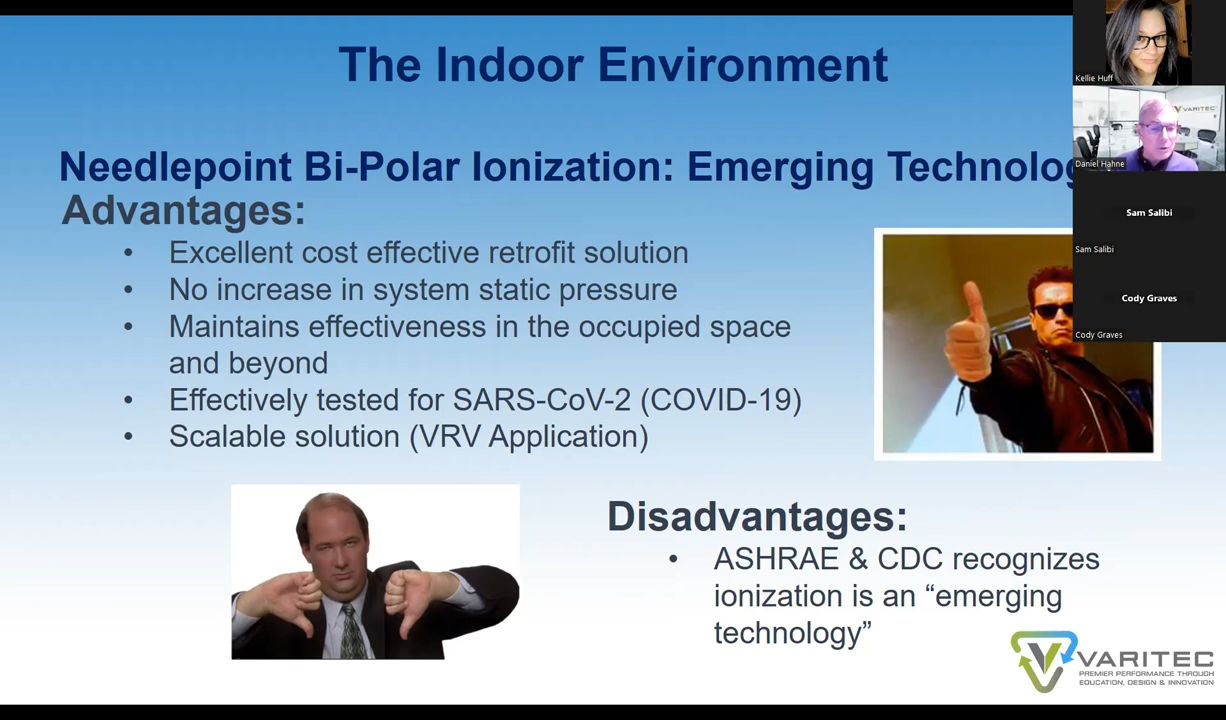 The Indoor Environment
Needlepoint Bi-Polar Ionization: Emerging Technolog
Advantages:
• Excellent cost effective retrofit solution
• No increase in system static pressure
• Maintains effectiveness in the occupied space
and beyond
• Effectively tested for SARS-CoV-2 (COVID-19)
• Scalable solution (VRV Application)
Disadvantages:
• ASHRAE & CDC recognizes
ionization is an “emerging
technology”
VARITEC
PREMIER PERFORMANCE THROUGH
EDUCATION, DESIGN & INNOVATION
Kellie Huff
VARITEC
Daniel Hahne
Sam Salibi
Sam Salibi
Cody Graves
Cody Graves